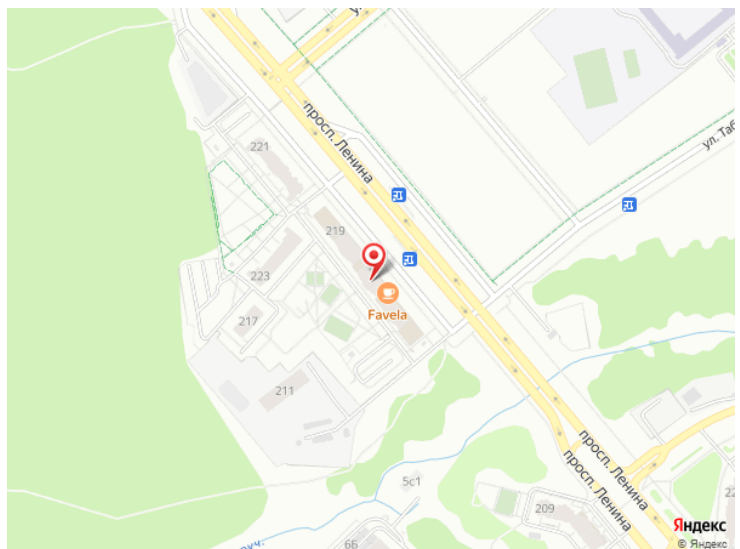 просп. Ленина
ул. Таб
221
219
223
217
Favela
211
просп. Ленина
просп. Ленина
5с1
209
6Б
Яндекс
© Яндекс